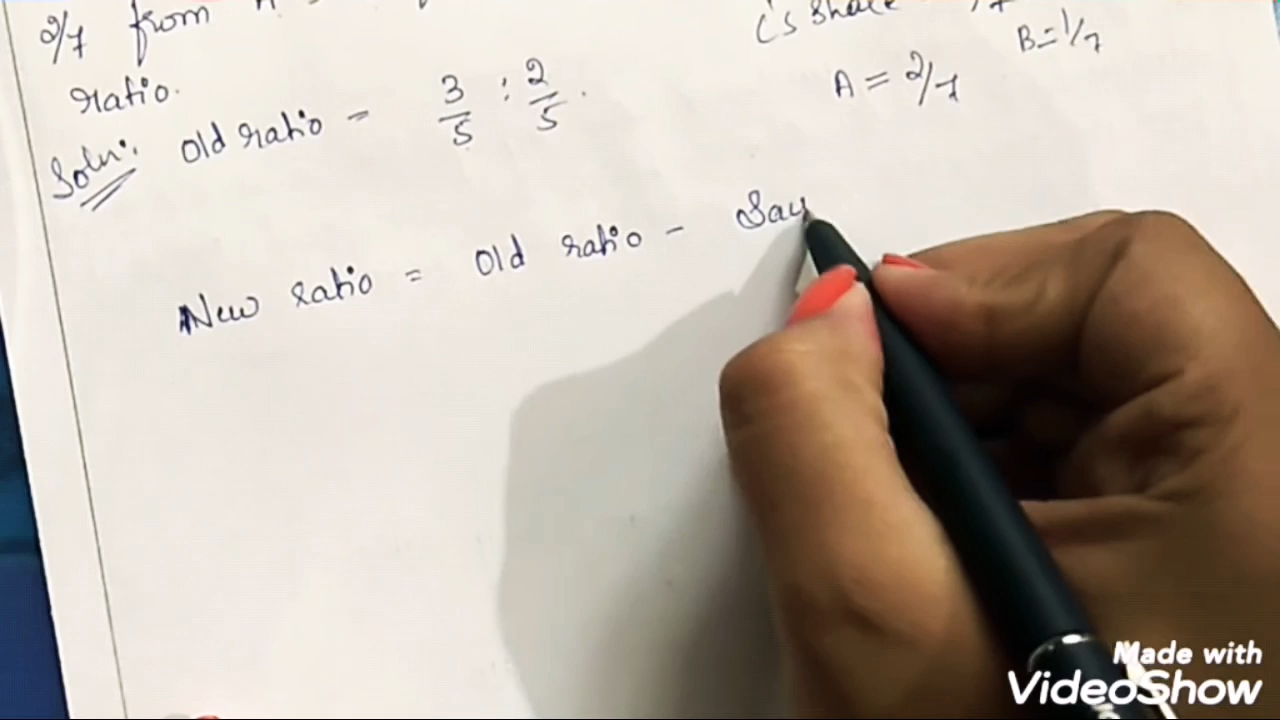 2/7 from
ratio.
Soln:. Old ratio - 3/5 : 2/5.
C's Share
B=1/7
A = 2/7
New ratio = Old ratio - Say
Made with
VideoShow